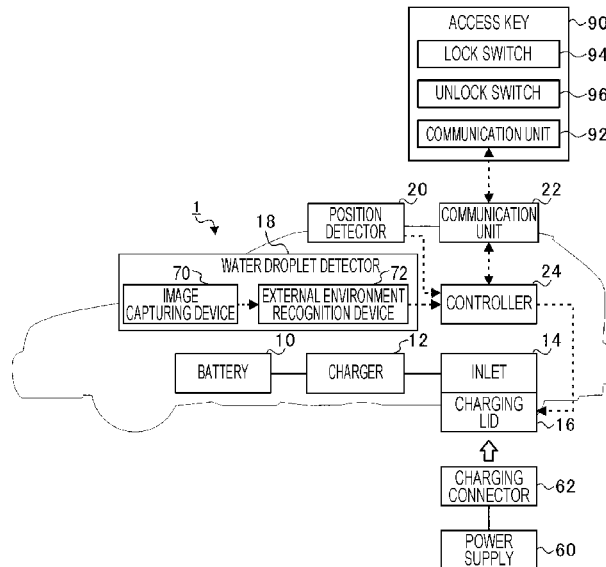 ACCESS KEY 90
LOCK SWITCH 94
UNLOCK SWITCH 96
COMMUNICATION UNIT 92
20 22
1 POSITION DETECTOR COMMUNICATION UNIT
18
WATER DROPLET DETECTOR
70 72 24
IMAGE CAPTURING DEVICE EXTERNAL ENVIRONMENT RECOGNITION DEVICE CONTROLLER
10 12 14
BATTERY CHARGER INLET
CHARGING LID 16
CHARGING CONNECTOR 62
POWER SUPPLY 60